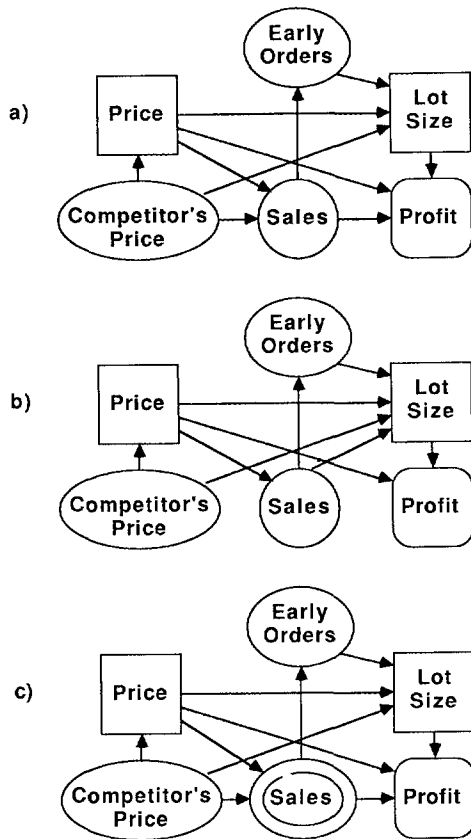 a)
Early
Orders
Price
Lot
Size
Competitor's
Price
Sales
Profit
b)
Early
Orders
Price
Lot
Size
Competitor's
Price
Sales
Profit
c)
Early
Orders
Price
Lot
Size
Competitor's
Price
Sales
Profit